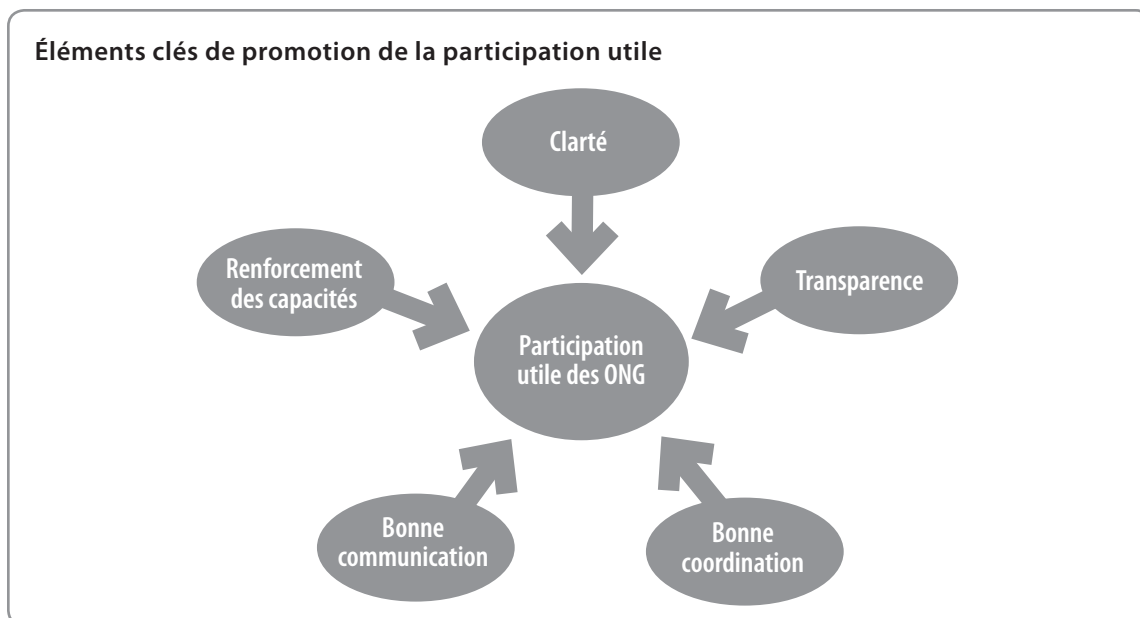 Éléments clés de promotion de la participation utile
Clarté
Renforcement
des capacités
Transparence
Participation
utile des ONG
Bonne
communication
Bonne
coordination